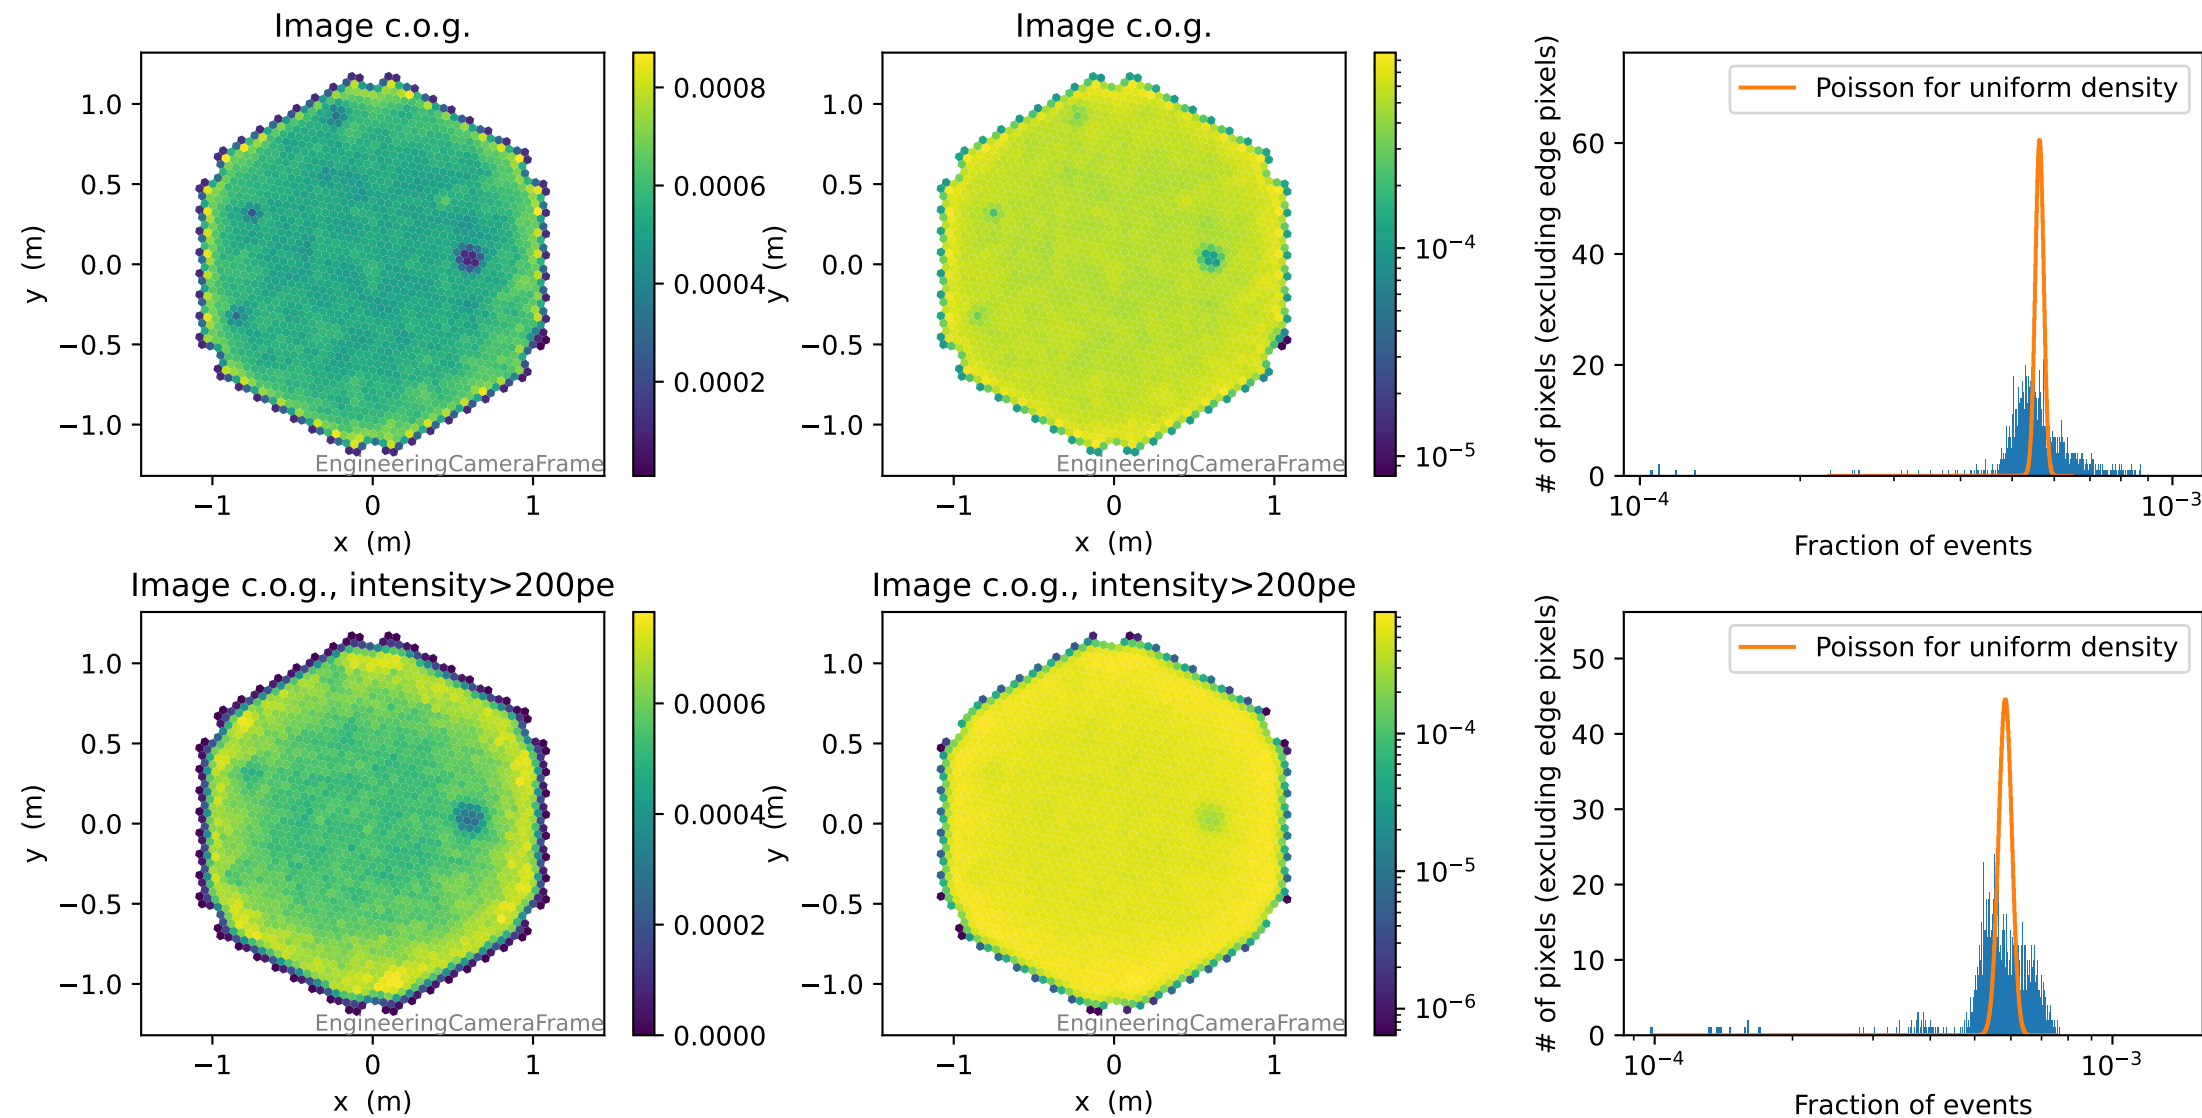 Image c.o.g.
1.0
0.5
0.0
−0.5
−1.0
y (m)
−1
0
1
x (m)
EngineeringCameraFrame
0.0008
0.0006
0.0004
0.0002
Image c.o.g.
1.0
0.5
0.0
−0.5
−1.0
y (m)
−1
0
1
x (m)
EngineeringCameraFrame
10⁻⁴
10⁻⁵
Poisson for uniform density
# of pixels (excluding edge pixels)
60
40
20
0
10⁻⁴
10⁻³
Fraction of events
Image c.o.g., intensity>200pe
1.0
0.5
0.0
−0.5
−1.0
y (m)
−1
0
1
x (m)
EngineeringCameraFrame
0.0006
0.0004
0.0002
0.0000
Image c.o.g., intensity>200pe
1.0
0.5
0.0
−0.5
−1.0
y (m)
−1
0
1
x (m)
EngineeringCameraFrame
10⁻⁴
10⁻⁵
10⁻⁶
Poisson for uniform density
# of pixels (excluding edge pixels)
50
40
30
20
10
0
10⁻⁴
10⁻³
Fraction of events